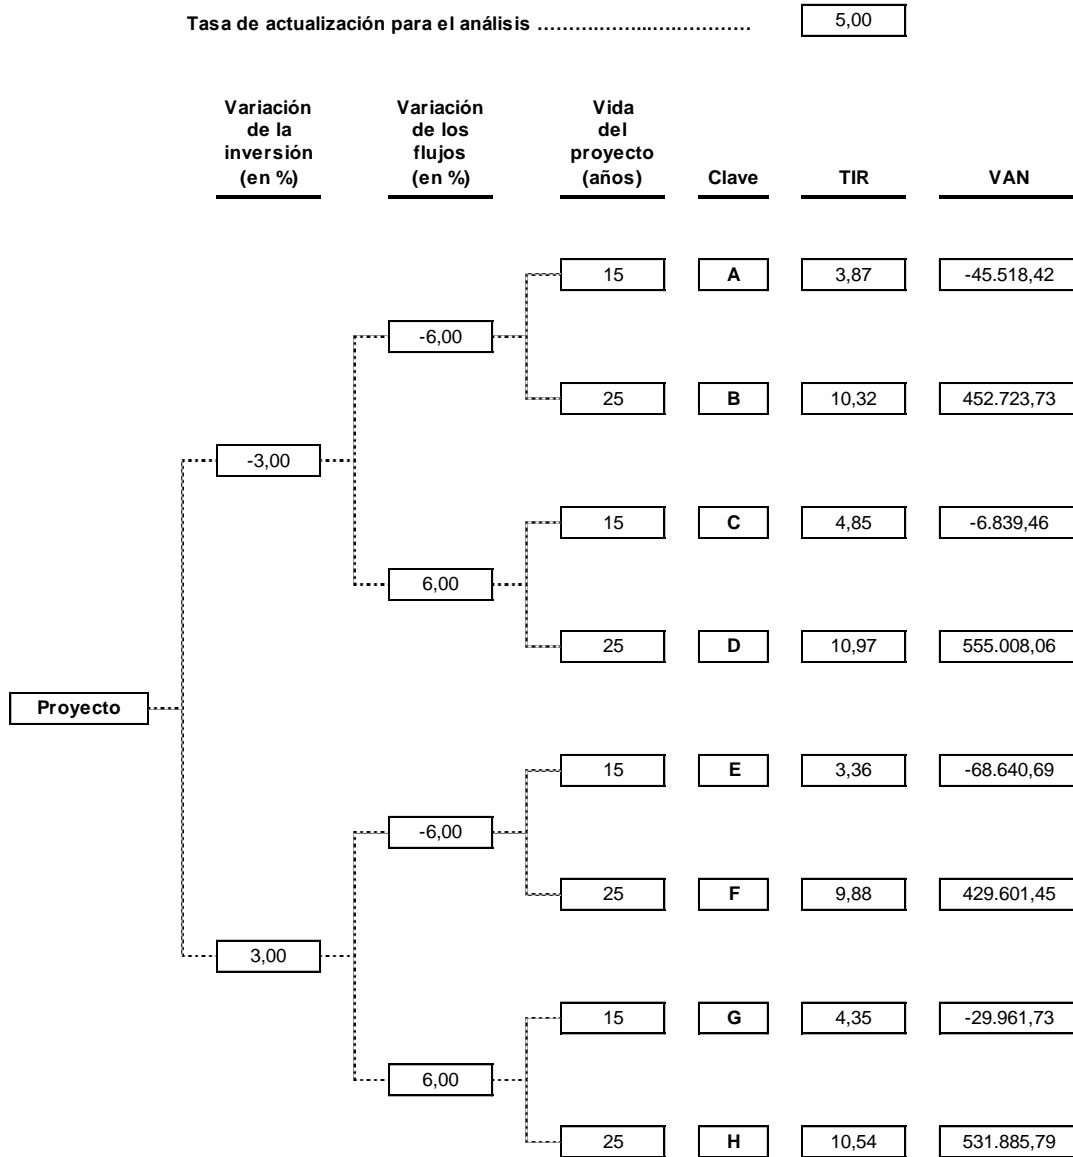 Tasa de actualización para el análisis ……….……...…..………… 5,00
Variación Variación Vida
de la de los del
inversión flujos proyecto
(en %) (en %) (años) Clave TIR VAN
15 A 3,87 -45.518,42
-6,00
25 B 10,32 452.723,73
-3,00
15 C 4,85 -6.839,46
6,00
25 D 10,97 555.008,06
Proyecto
15 E 3,36 -68.640,69
-6,00
25 F 9,88 429.601,45
3,00
15 G 4,35 -29.961,73
6,00
25 H 10,54 531.885,79